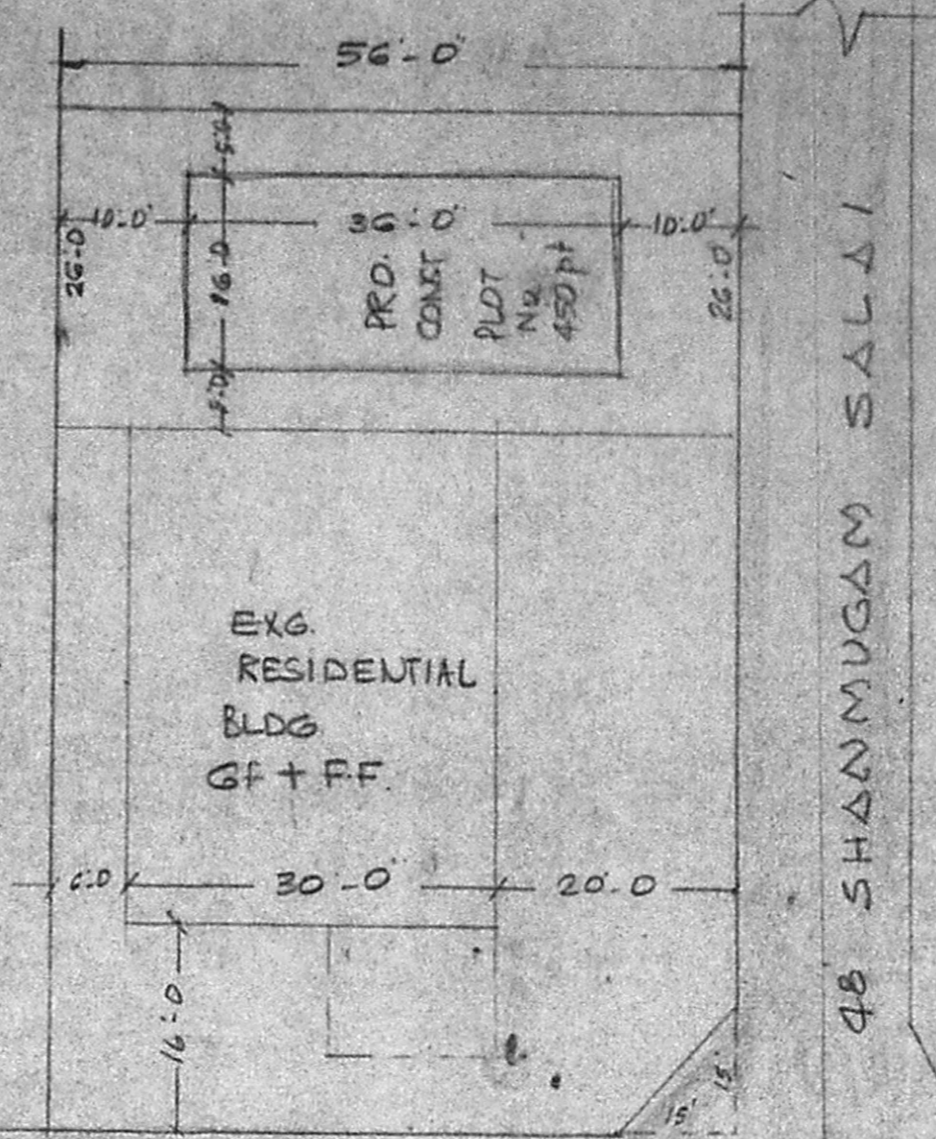 56'-0"
5'-0
10'-0"
36'-0"
10'-0"
26'-0
16'-0
26'-0
PRO.
CONST
PLOT
No
450 pt
5'-0
EXG.
RESIDENTIAL
BLDG
GF + F.F.
6'-0
30'-0"
20'-0
16'-0
15'
15'
48' SHANMUGAM SALAI